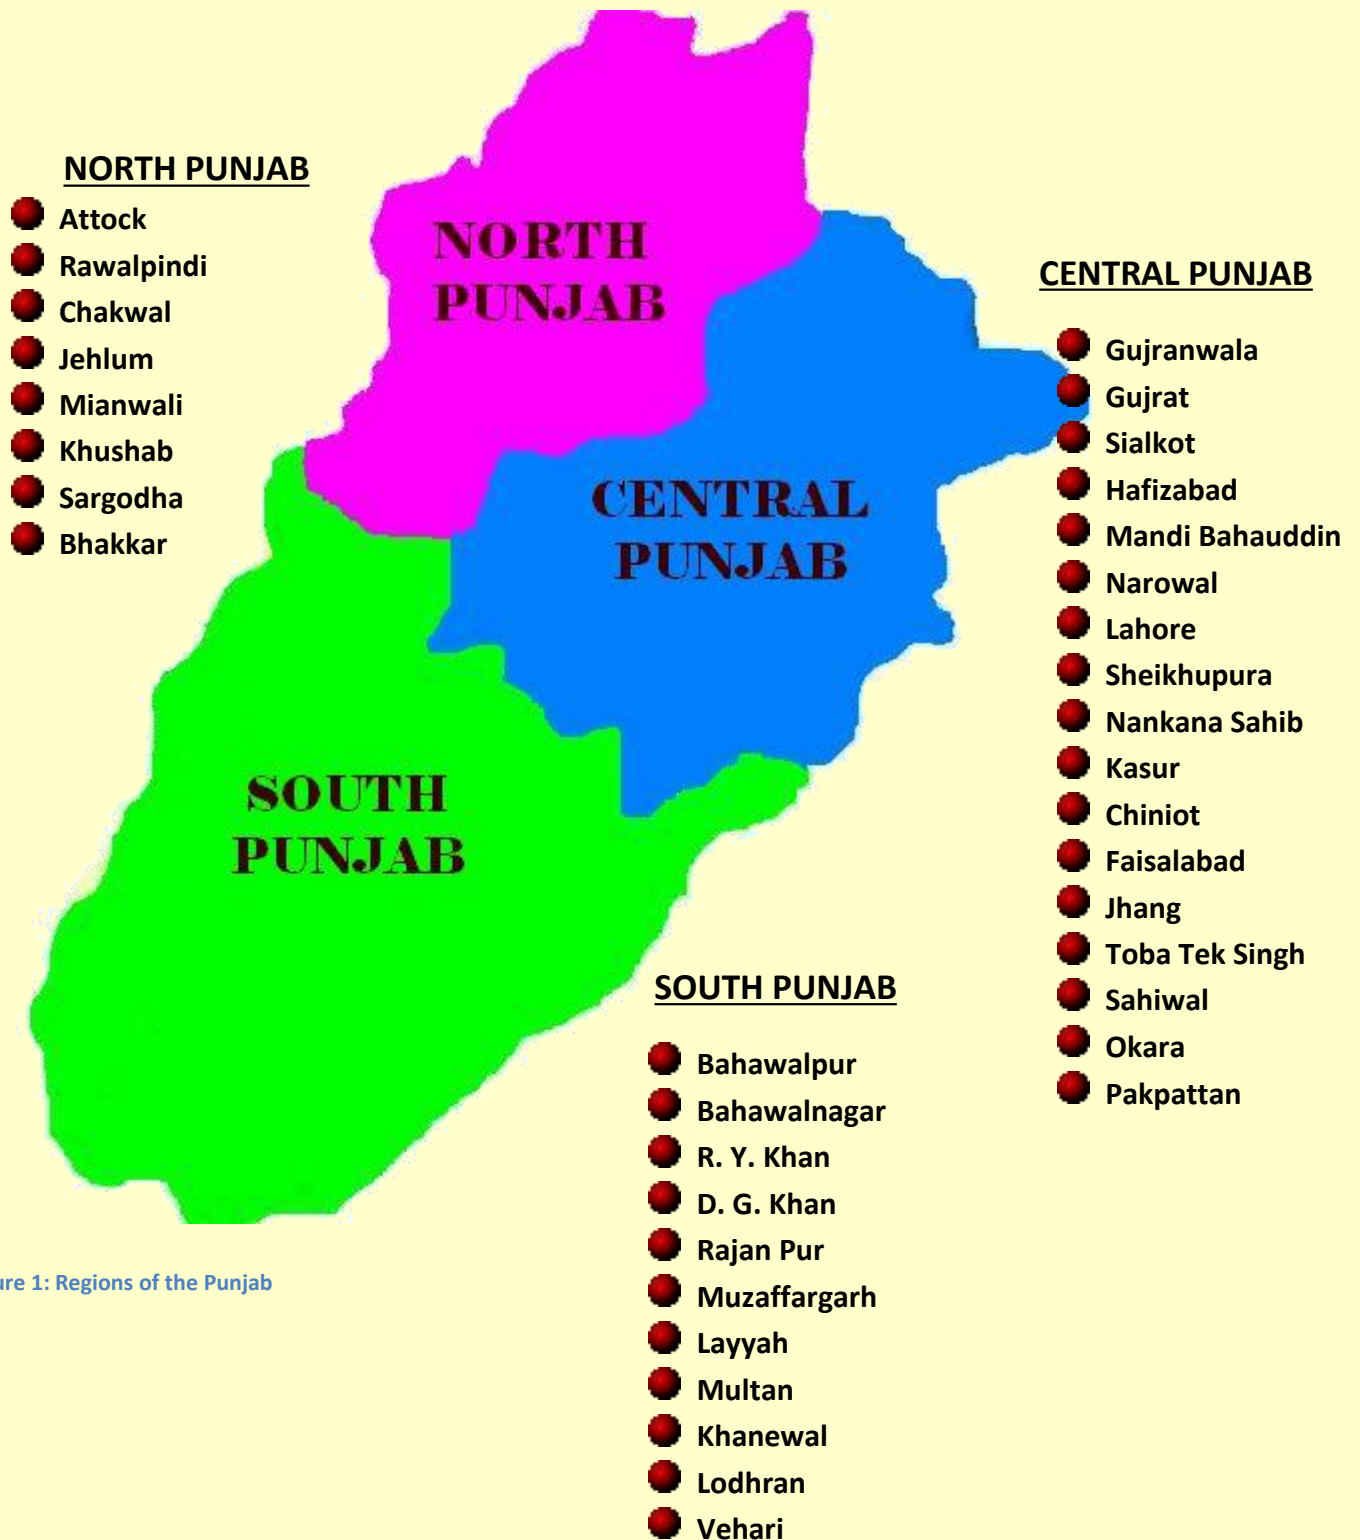 NORTH PUNJAB
Attock
Rawalpindi
Chakwal
Jehlum
Mianwali
Khushab
Sargodha
Bhakkar
NORTH
PUNJAB
CENTRAL PUNJAB
Gujranwala
Gujrat
Sialkot
Hafizabad
Mandi Bahauddin
Narowal
Lahore
Sheikhupura
Nankana Sahib
Kasur
Chiniot
Faisalabad
Jhang
Toba Tek Singh
Sahiwal
Okara
Pakpattan
CENTRAL
PUNJAB
SOUTH
PUNJAB
SOUTH PUNJAB
Bahawalpur
Bahawalnagar
R. Y. Khan
D. G. Khan
Rajan Pur
Muzaffargarh
Layyah
Multan
Khanewal
Lodhran
Vehari
ure 1: Regions of the Punjab